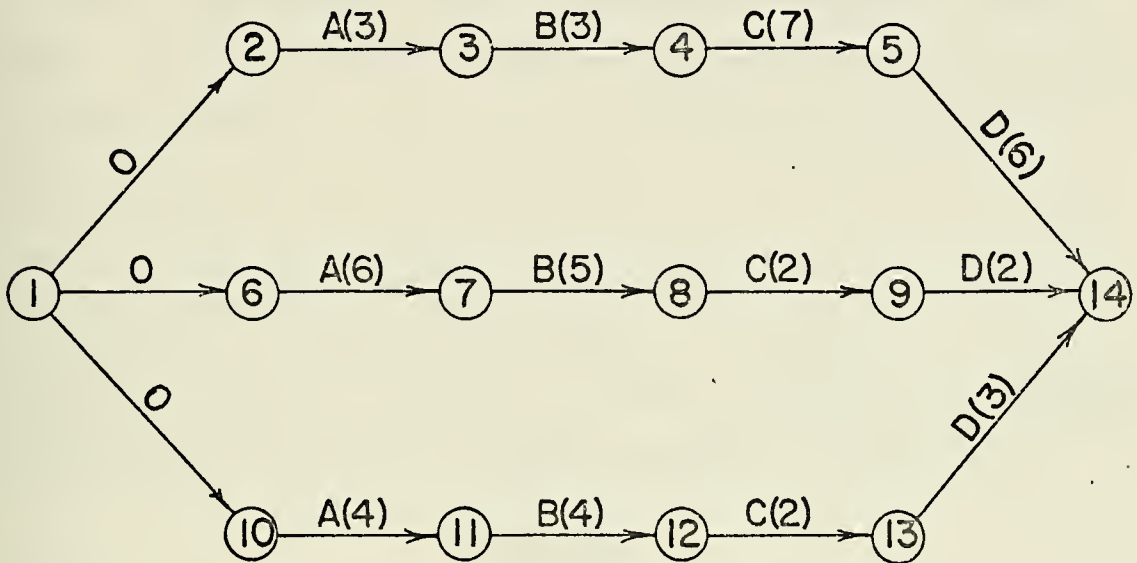 2 A(3) 3 B(3) 4 C(7) 5
0 D(6)
1 0 6 A(6) 7 B(5) 8 C(2) 9 D(2) 14
0 D(3)
10 A(4) 11 B(4) 12 C(2) 13